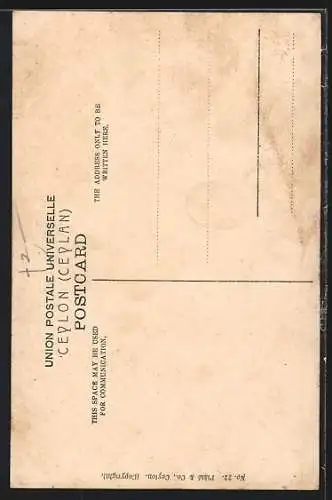 UNION POSTALE UNIVERSELLE
CEYLON (CEYLAN)
POSTCARD
THIS SPACE MAY BE USED
FOR COMMUNICATION.
THE ADDRESS ONLY TO BE
WRITTEN HERE.
No. 22. Plâté & Co., Ceylon. (Copyright).